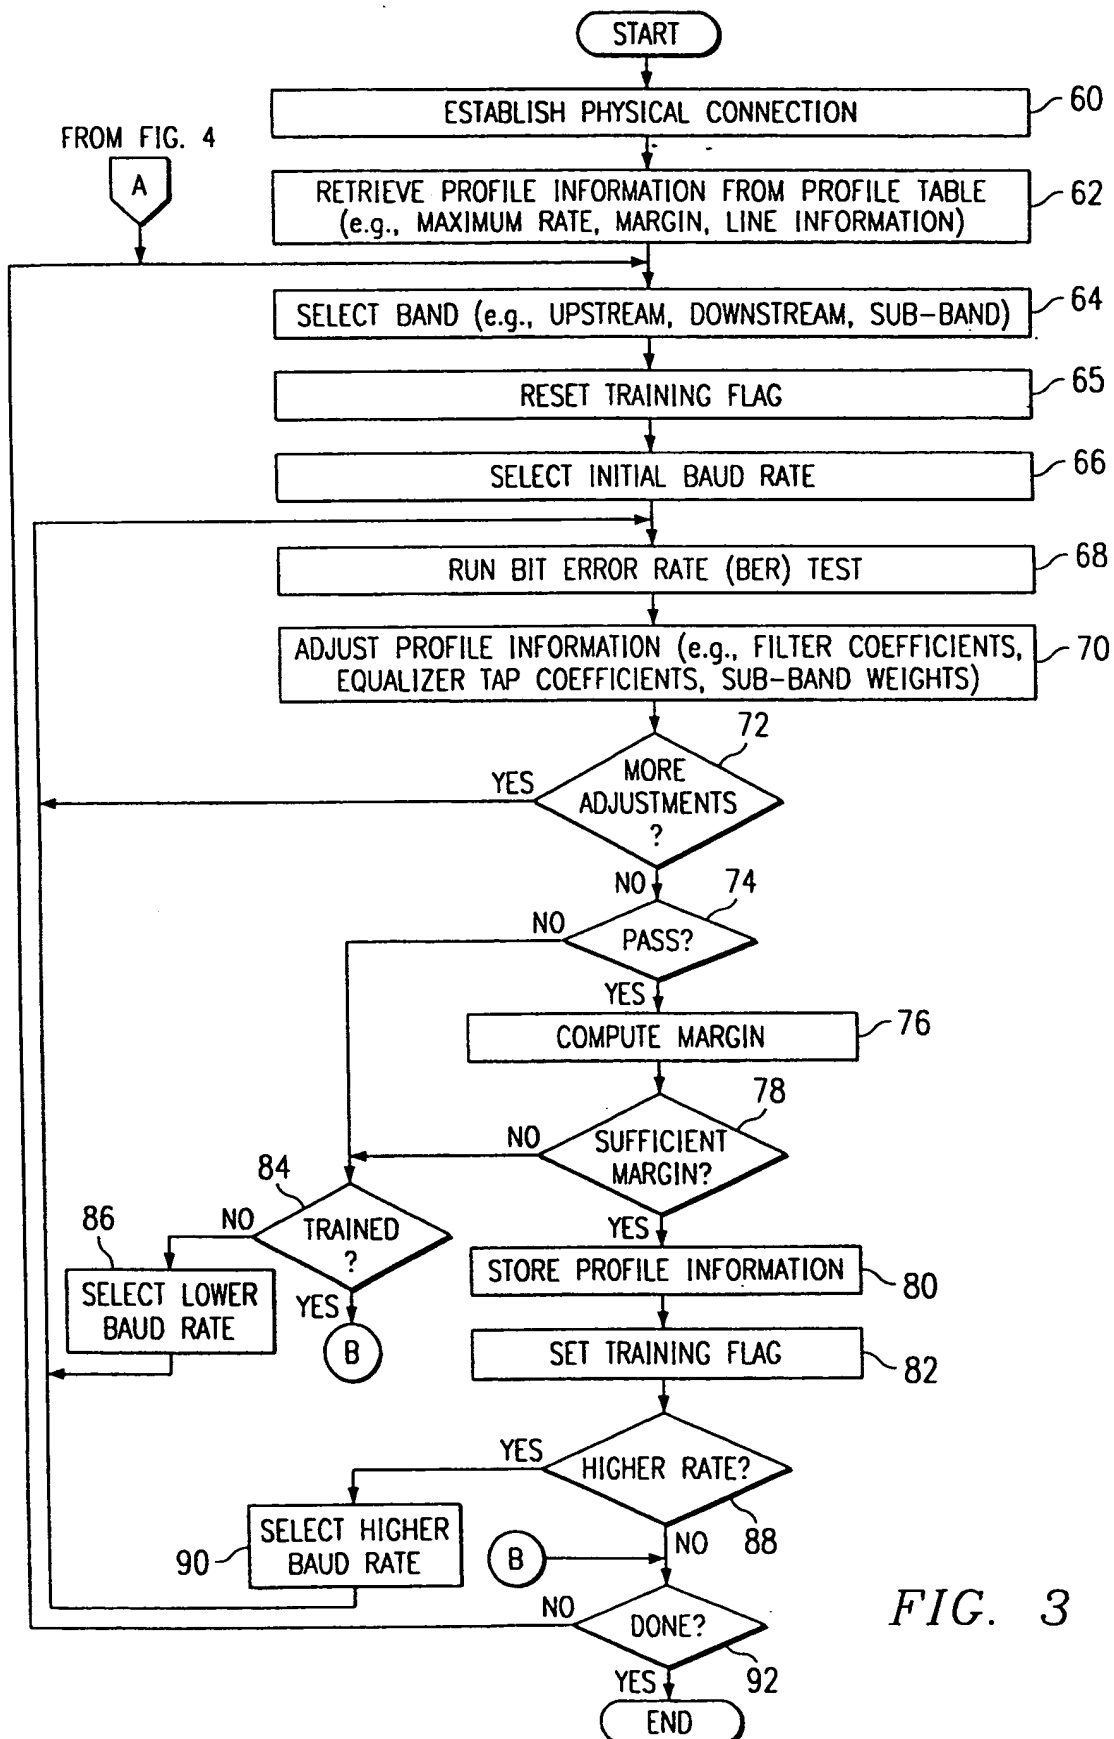 START
ESTABLISH PHYSICAL CONNECTION
60
FROM FIG. 4
A
RETRIEVE PROFILE INFORMATION FROM PROFILE TABLE
(e.g., MAXIMUM RATE, MARGIN, LINE INFORMATION)
62
SELECT BAND (e.g., UPSTREAM, DOWNSTREAM, SUB-BAND)
64
RESET TRAINING FLAG
65
SELECT INITIAL BAUD RATE
66
RUN BIT ERROR RATE (BER) TEST
68
ADJUST PROFILE INFORMATION (e.g., FILTER COEFFICIENTS,
EQUALIZER TAP COEFFICIENTS, SUB-BAND WEIGHTS)
70
72
YES
MORE
ADJUSTMENTS
?
NO
74
NO
PASS?
YES
COMPUTE MARGIN
76
78
NO
SUFFICIENT
MARGIN?
YES
84
NO
TRAINED
?
YES
B
86
SELECT LOWER
BAUD RATE
STORE PROFILE INFORMATION
80
SET TRAINING FLAG
82
YES
HIGHER RATE?
88
NO
SELECT HIGHER
BAUD RATE
90
B
NO
DONE?
92
YES
END
FIG. 3